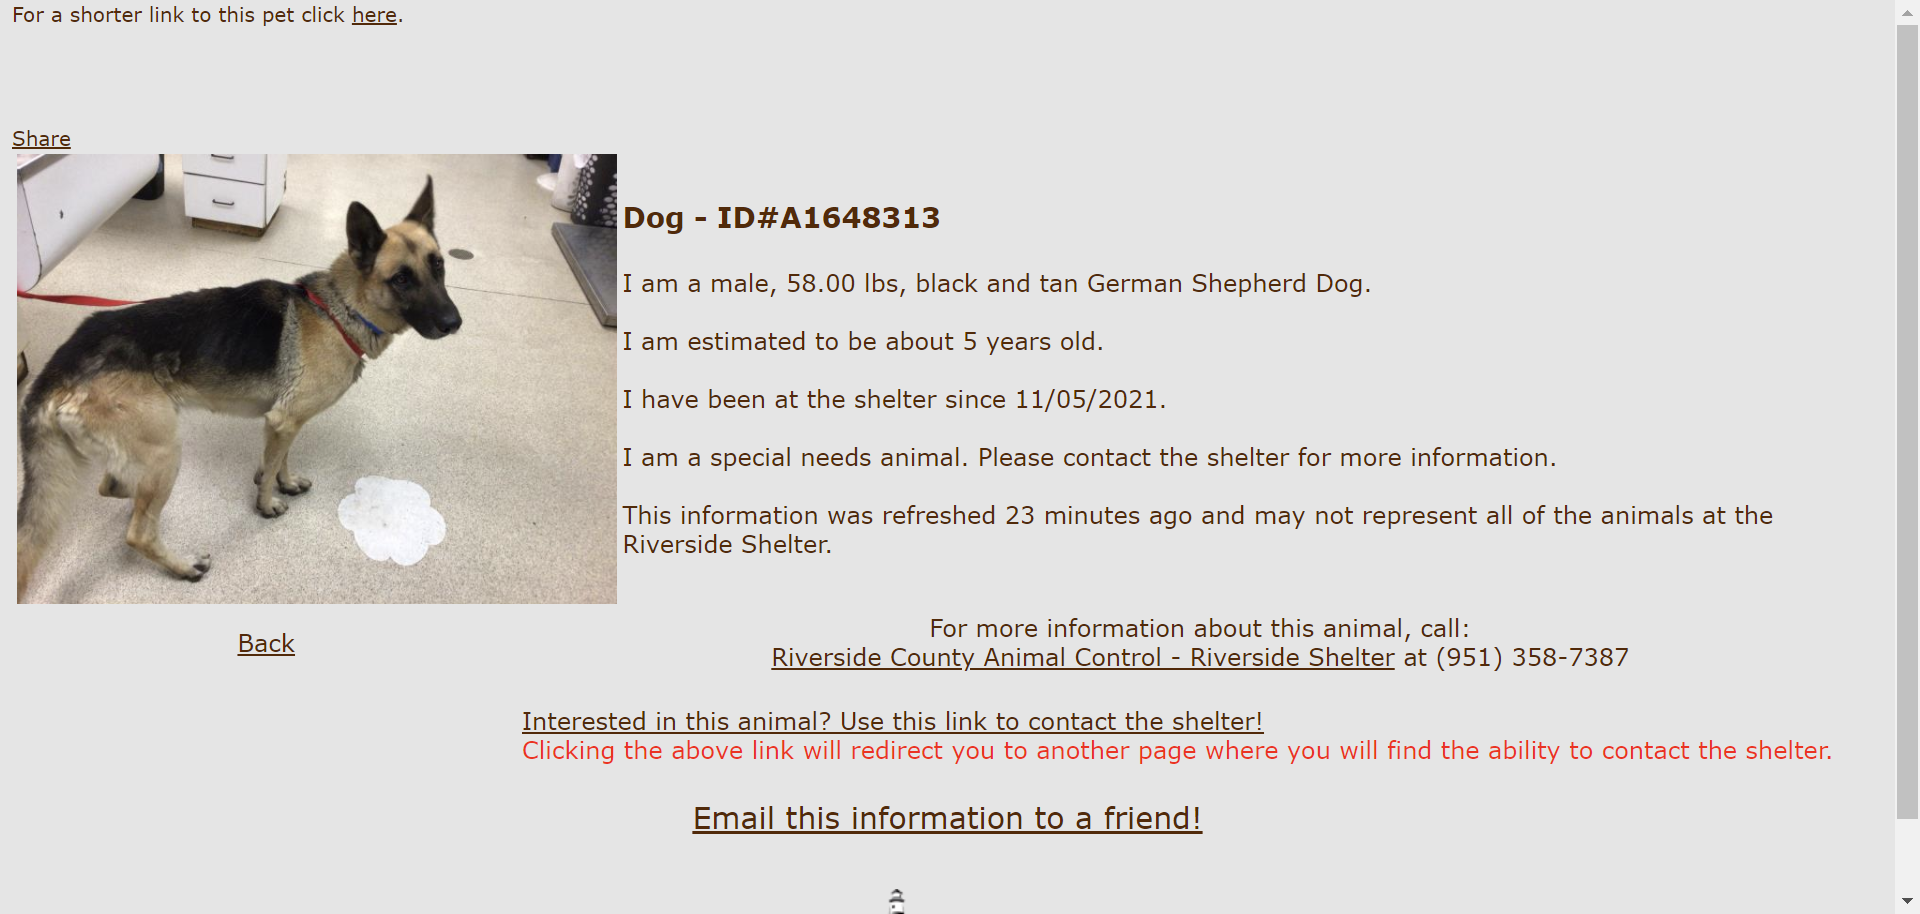 For a shorter link to this pet click here.
Share
Dog - ID#A1648313
I am a male, 58.00 lbs, black and tan German Shepherd Dog.
I am estimated to be about 5 years old.
I have been at the shelter since 11/05/2021.
I am a special needs animal. Please contact the shelter for more information.
This information was refreshed 23 minutes ago and may not represent all of the animals at the
Riverside Shelter.
Back
For more information about this animal, call:
Riverside County Animal Control - Riverside Shelter at (951) 358-7387
Interested in this animal? Use this link to contact the shelter!
Clicking the above link will redirect you to another page where you will find the ability to contact the shelter.
Email this information to a friend!